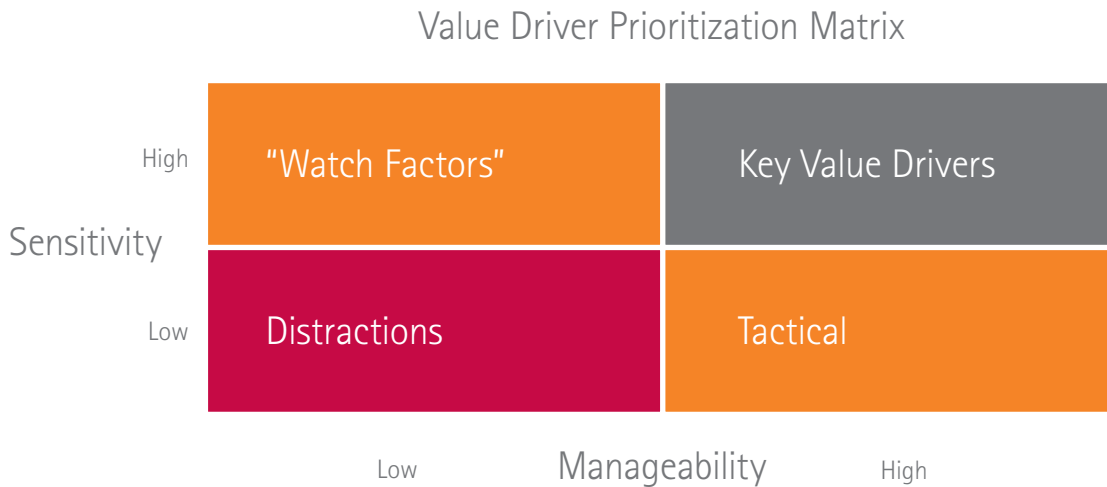 Value Driver Prioritization Matrix
High
“Watch Factors”
Key Value Drivers
Sensitivity
Low
Distractions
Tactical
Low
Manageability
High